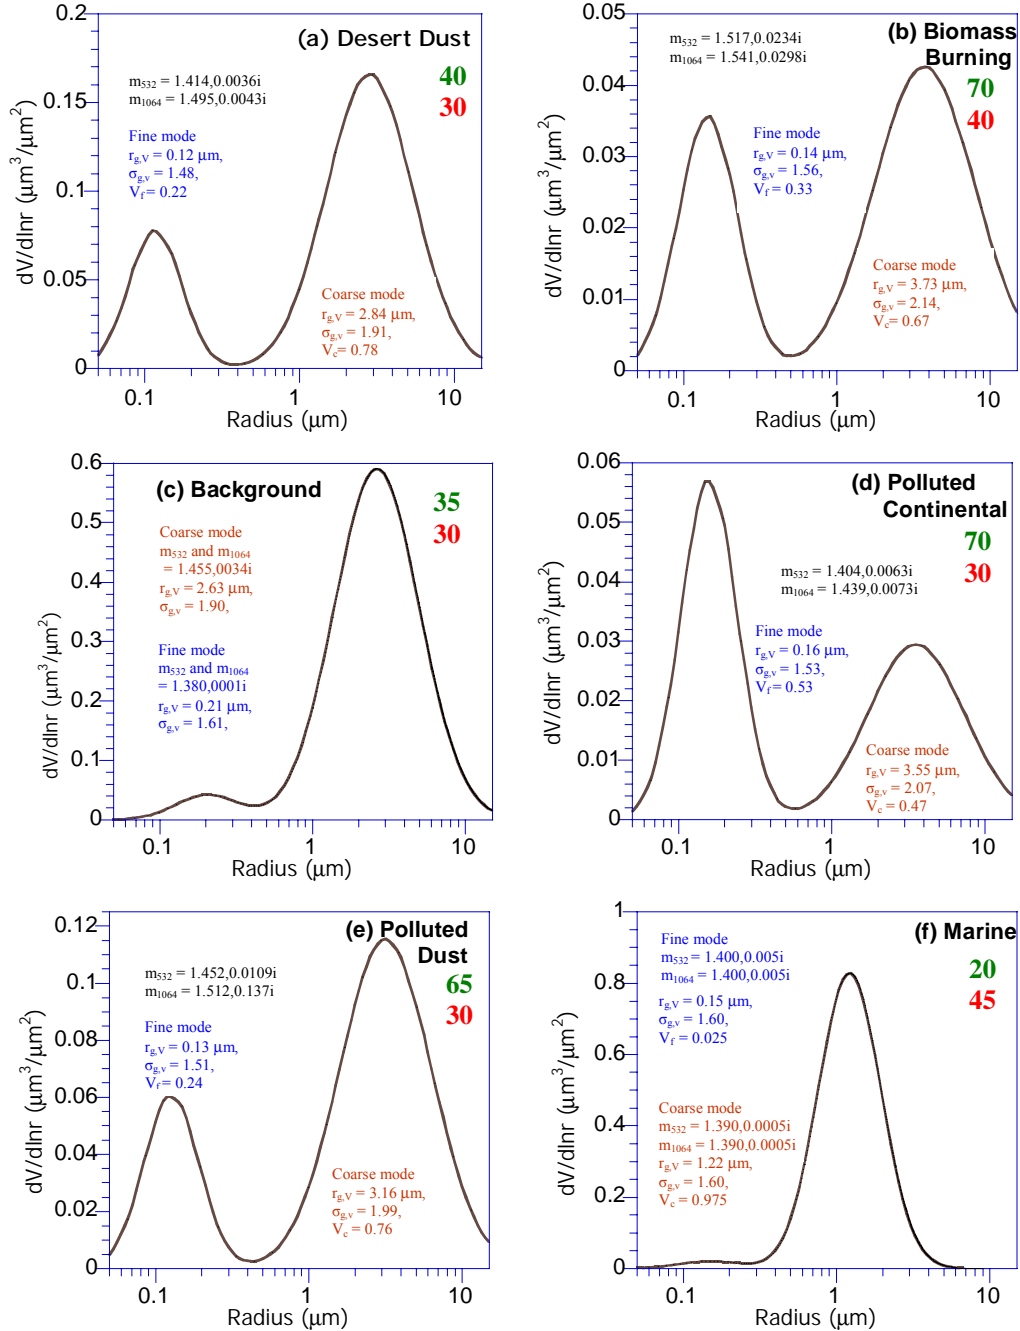 (a) Desert Dust
40
30
m532 = 1.414,0.0036i
m1064 = 1.495,0.0043i
Fine mode
rg,V = 0.12 μm,
σg,v = 1.48,
Vf = 0.22
Coarse mode
rg,V = 2.84 μm,
σg,v = 1.91,
Vc= 0.78
0.2
0.15
0.1
0.05
0
dV/dlnr (μm³/μm²)
0.1
1
10
Radius (μm)
(b) Biomass
Burning
70
40
m532 = 1.517,0.0234i
m1064 = 1.541,0.0298i
Fine mode
rg,V = 0.14 μm,
σg,v = 1.56,
Vf = 0.33
Coarse mode
rg,V = 3.73 μm,
σg,v = 2.14,
Vc = 0.67
0.05
0.04
0.03
0.02
0.01
0
dV/dlnr (μm³/μm²)
0.1
1
10
Radius (μm)
(c) Background
35
30
Coarse mode
m532 and m1064
= 1.455,0034i
rg,V = 2.63 μm,
σg,v = 1.90,
Fine mode
m532 and m1064
= 1.380,0001i
rg,V = 0.21 μm,
σg,v = 1.61,
0.6
0.5
0.4
0.3
0.2
0.1
0
dV/dlnr (μm³/μm²)
0.1
1
10
Radius (μm)
(d) Polluted
Continental
70
30
m532 = 1.404,0.0063i
m1064 = 1.439,0.0073i
Fine mode
rg,V = 0.16 μm,
σg,v = 1.53,
Vf = 0.53
Coarse mode
rg,V = 3.55 μm,
σg,v = 2.07,
Vc = 0.47
0.06
0.05
0.04
0.03
0.02
0.01
0
dV/dlnr (μm³/μm²)
0.1
1
10
Radius (μm)
(e) Polluted
Dust
65
30
m532 = 1.452,0.0109i
m1064 = 1.512,0.137i
Fine mode
rg,V = 0.13 μm,
σg,v = 1.51,
Vf = 0.24
Coarse mode
rg,V = 3.16 μm,
σg,v = 1.99,
Vc = 0.76
0.12
0.1
0.08
0.06
0.04
0.02
0
dV/dlnr (μm³/μm²)
0.1
1
10
Radius (μm)
(f) Marine
20
45
Fine mode
m532 = 1.400,0.005i
m1064 = 1.400,0.005i
rg,V = 0.15 μm,
σg,v = 1.60,
Vf = 0.025
Coarse mode
m532 = 1.390,0.0005i
m1064 = 1.390,0.0005i
rg,V = 1.22 μm,
σg,v = 1.60,
Vc = 0.975
1
0.8
0.6
0.4
0.2
0
dV/dlnr (μm³/μm²)
0.1
1
10
Radius (μm)